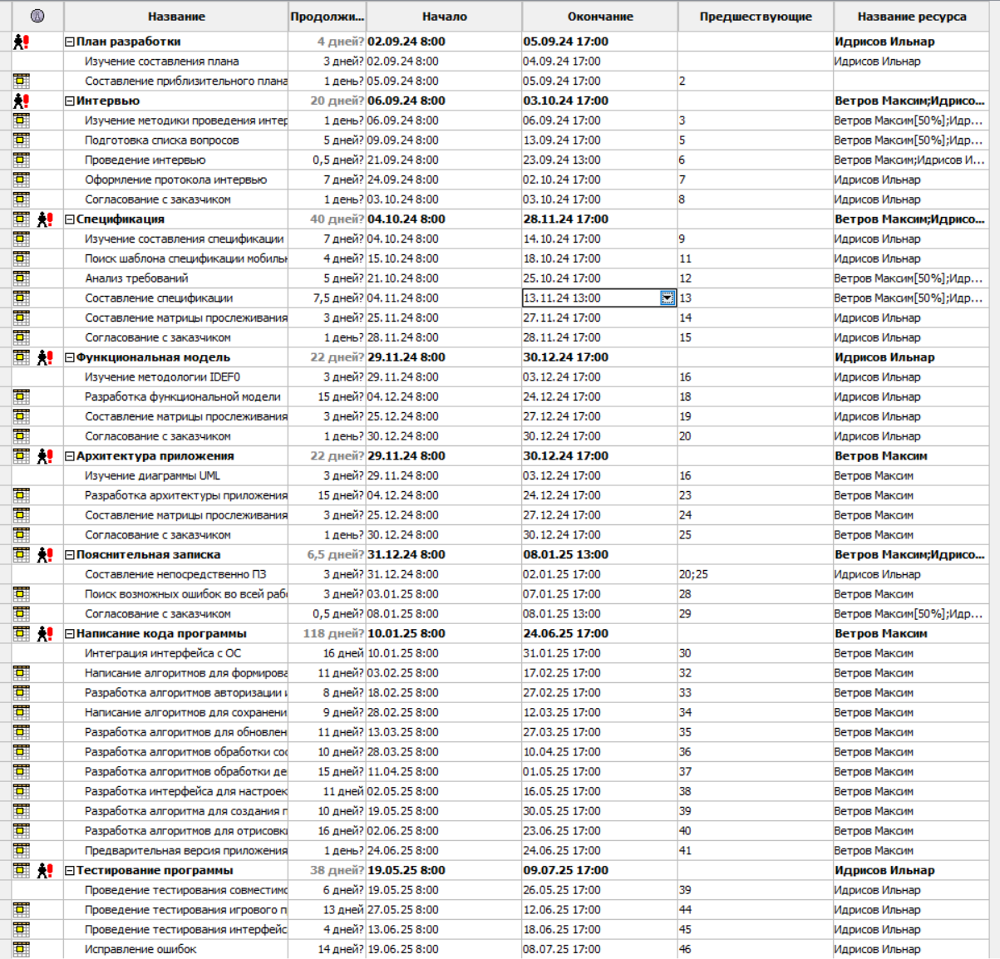 Название Продолжи... Начало Окончание Предшествующие Название ресурса
План разработки 4 дней? 02.09.24 8:00 05.09.24 17:00 Идрисов Ильнар
Изучение составления плана 3 дней? 02.09.24 8:00 04.09.24 17:00 Идрисов Ильнар
Составление приблизительного плана 1 день? 05.09.24 8:00 05.09.24 17:00 2
Интервью 20 дней? 06.09.24 8:00 03.10.24 17:00 Ветров Максим;Идрисо...
Изучение методики проведения интер 1 день? 06.09.24 8:00 06.09.24 17:00 3 Ветров Максим[50%];Идр...
Подготовка списка вопросов 5 дней? 09.09.24 8:00 13.09.24 17:00 5 Ветров Максим[50%];Идр...
Проведение интервью 0,5 дней? 21.09.24 8:00 23.09.24 13:00 6 Ветров Максим;Идрисов И...
Оформление протокола интервью 7 дней? 24.09.24 8:00 02.10.24 17:00 7 Идрисов Ильнар
Согласование с заказчиком 1 день? 03.10.24 8:00 03.10.24 17:00 8 Идрисов Ильнар
Спецификация 40 дней? 04.10.24 8:00 28.11.24 17:00 Ветров Максим;Идрисо...
Изучение составления спецификации 7 дней? 04.10.24 8:00 14.10.24 17:00 9 Идрисов Ильнар
Поиск шаблона спецификации мобильн 4 дней? 15.10.24 8:00 18.10.24 17:00 11 Идрисов Ильнар
Анализ требований 5 дней? 21.10.24 8:00 25.10.24 17:00 12 Ветров Максим[50%];Идр...
Составление спецификации 7,5 дней? 04.11.24 8:00 13.11.24 13:00 13 Ветров Максим[50%];Идр...
Составление матрицы прослеживания 3 дней? 25.11.24 8:00 27.11.24 17:00 14 Идрисов Ильнар
Согласование с заказчиком 1 день? 28.11.24 8:00 28.11.24 17:00 15 Идрисов Ильнар
Функциональная модель 22 дней? 29.11.24 8:00 30.12.24 17:00 Идрисов Ильнар
Изучение методологии IDEF0 3 дней? 29.11.24 8:00 03.12.24 17:00 16 Идрисов Ильнар
Разработка функциональной модели 15 дней? 04.12.24 8:00 24.12.24 17:00 18 Идрисов Ильнар
Составление матрицы прослеживания 3 дней? 25.12.24 8:00 27.12.24 17:00 19 Идрисов Ильнар
Согласование с заказчиком 1 день? 30.12.24 8:00 30.12.24 17:00 20 Идрисов Ильнар
Архитектура приложения 22 дней? 29.11.24 8:00 30.12.24 17:00 Ветров Максим
Изучение диаграммы UML 3 дней? 29.11.24 8:00 03.12.24 17:00 16 Ветров Максим
Разработка архитектуры приложения 15 дней? 04.12.24 8:00 24.12.24 17:00 23 Ветров Максим
Составление матрицы прослеживания 3 дней? 25.12.24 8:00 27.12.24 17:00 24 Ветров Максим
Согласование с заказчиком 1 день? 30.12.24 8:00 30.12.24 17:00 25 Ветров Максим
Пояснительная записка 6,5 дней? 31.12.24 8:00 08.01.25 13:00 Ветров Максим;Идрисо...
Составление непосредственно ПЗ 3 дней? 31.12.24 8:00 02.01.25 17:00 20;25 Идрисов Ильнар
Поиск возможных ошибок во всей раб 3 дней? 03.01.25 8:00 07.01.25 17:00 28 Ветров Максим
Согласование с заказчиком 0,5 дней? 08.01.25 8:00 08.01.25 13:00 29 Ветров Максим[50%];Идр...
Написание кода программы 118 дней? 10.01.25 8:00 24.06.25 17:00 Ветров Максим
Интеграция интерфейса с ОС 16 дней 10.01.25 8:00 31.01.25 17:00 30 Ветров Максим
Написание алгоритмов для формирова 11 дней? 03.02.25 8:00 17.02.25 17:00 32 Ветров Максим
Разработка алгоритмов авторизации и 8 дней? 18.02.25 8:00 27.02.25 17:00 33 Ветров Максим
Написание алгоритмов для сохранени 9 дней? 28.02.25 8:00 12.03.25 17:00 34 Ветров Максим
Разработка алгоритмов для обновлен 11 дней? 13.03.25 8:00 27.03.25 17:00 35 Ветров Максим
Разработка алгоритмов обработки соо 10 дней? 28.03.25 8:00 10.04.25 17:00 36 Ветров Максим
Разработка алгоритмов обработки де 15 дней? 11.04.25 8:00 01.05.25 17:00 37 Ветров Максим
Разработка интерфейса для настроек 11 дней 02.05.25 8:00 16.05.25 17:00 38 Ветров Максим
Разработка алгоритма для создания п 10 дней? 19.05.25 8:00 30.05.25 17:00 39 Ветров Максим
Разработка алгоритмов для отрисовки 16 дней? 02.06.25 8:00 23.06.25 17:00 40 Ветров Максим
Предварительная версия приложения 1 день? 24.06.25 8:00 24.06.25 17:00 41 Ветров Максим
Тестирование программы 38 дней? 19.05.25 8:00 09.07.25 17:00 Идрисов Ильнар
Проведение тестирования совместимо 6 дней? 19.05.25 8:00 26.05.25 17:00 39 Идрисов Ильнар
Проведение тестирования игрового п 13 дней 27.05.25 8:00 12.06.25 17:00 44 Идрисов Ильнар
Проведение тестирования интерфейс 4 дней? 13.06.25 8:00 18.06.25 17:00 45 Идрисов Ильнар
Исправление ошибок 14 дней? 19.06.25 8:00 08.07.25 17:00 46 Идрисов Ильнар